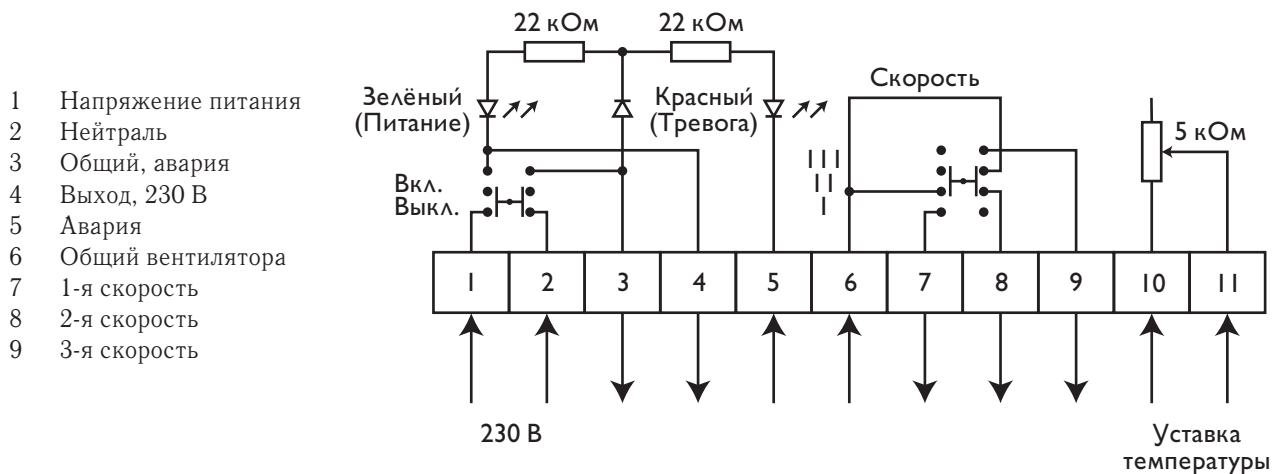 1 Напряжение питания
2 Нейтраль
3 Общий, авария
4 Выход, 230 В
5 Авария
6 Общий вентилятора
7 1-я скорость
8 2-я скорость
9 3-я скорость
22 кОм 22 кОм
Зелёный
(Питание)
Красный
(Тревога)
Скорость
5 кОм
III
II
I
Вкл.
Выкл.
1 2 3 4 5 6 7 8 9 10 11
230 В
Уставка
температуры